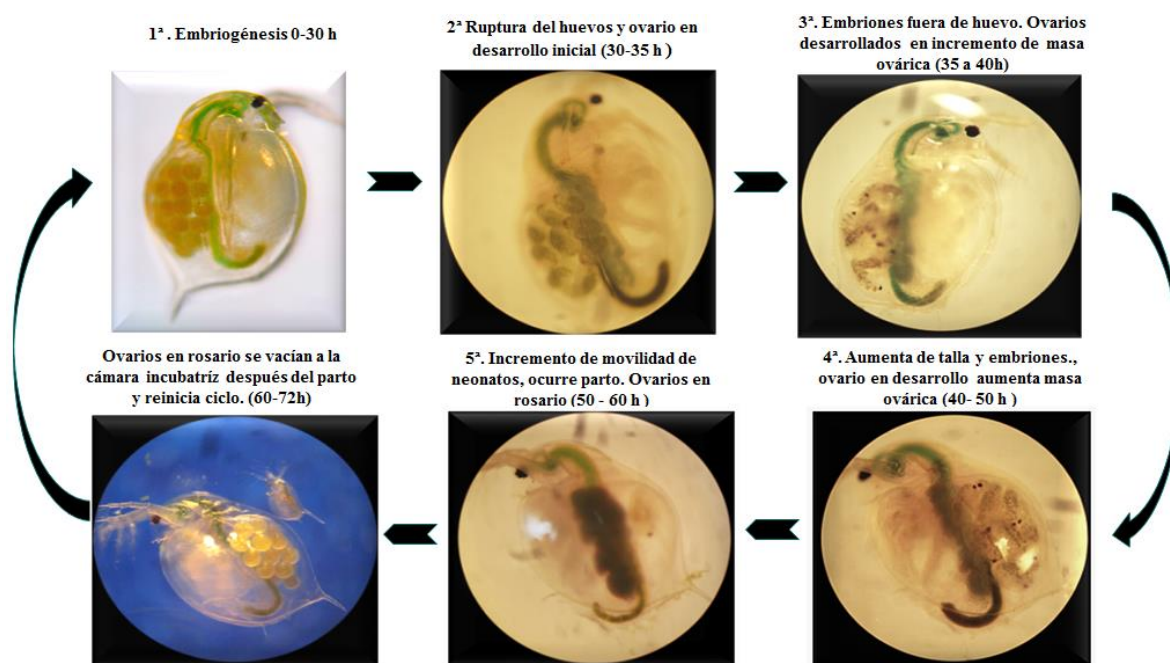 1ª . Embriogénesis 0-30 h
2ª Ruptura del huevos y ovario en
desarrollo inicial (30-35 h )
3ª. Embriones fuera de huevo. Ovarios
desarrollados en incremento de masa
ovárica (35 a 40h)
Ovarios en rosario se vacían a la
cámara incubatríz después del parto
y reinicia ciclo. (60-72h)
5ª. Incremento de movilidad de
neonatos, ocurre parto. Ovarios en
rosario (50 - 60 h )
4ª. Aumenta de talla y embriones.,
ovario en desarrollo aumenta masa
ovárica (40- 50 h )